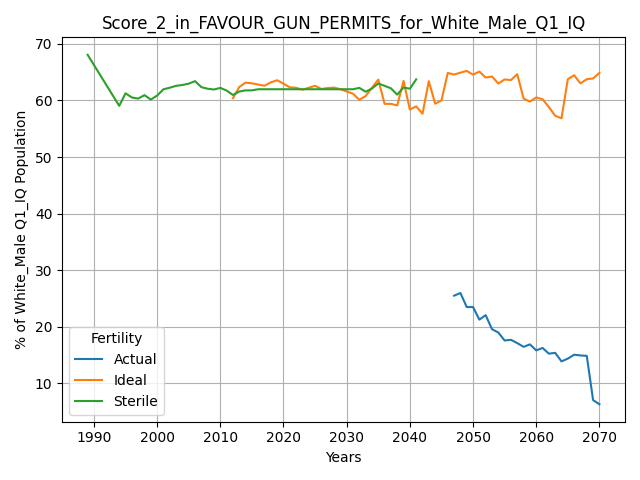 Score_2_in_FAVOUR_GUN_PERMITS_for_White_Male_Q1_IQ
% of White_Male Q1_IQ Population
70
60
50
40
30
20
10
Fertility
Actual
Ideal
Sterile
1990 2000 2010 2020 2030 2040 2050 2060 2070
Years